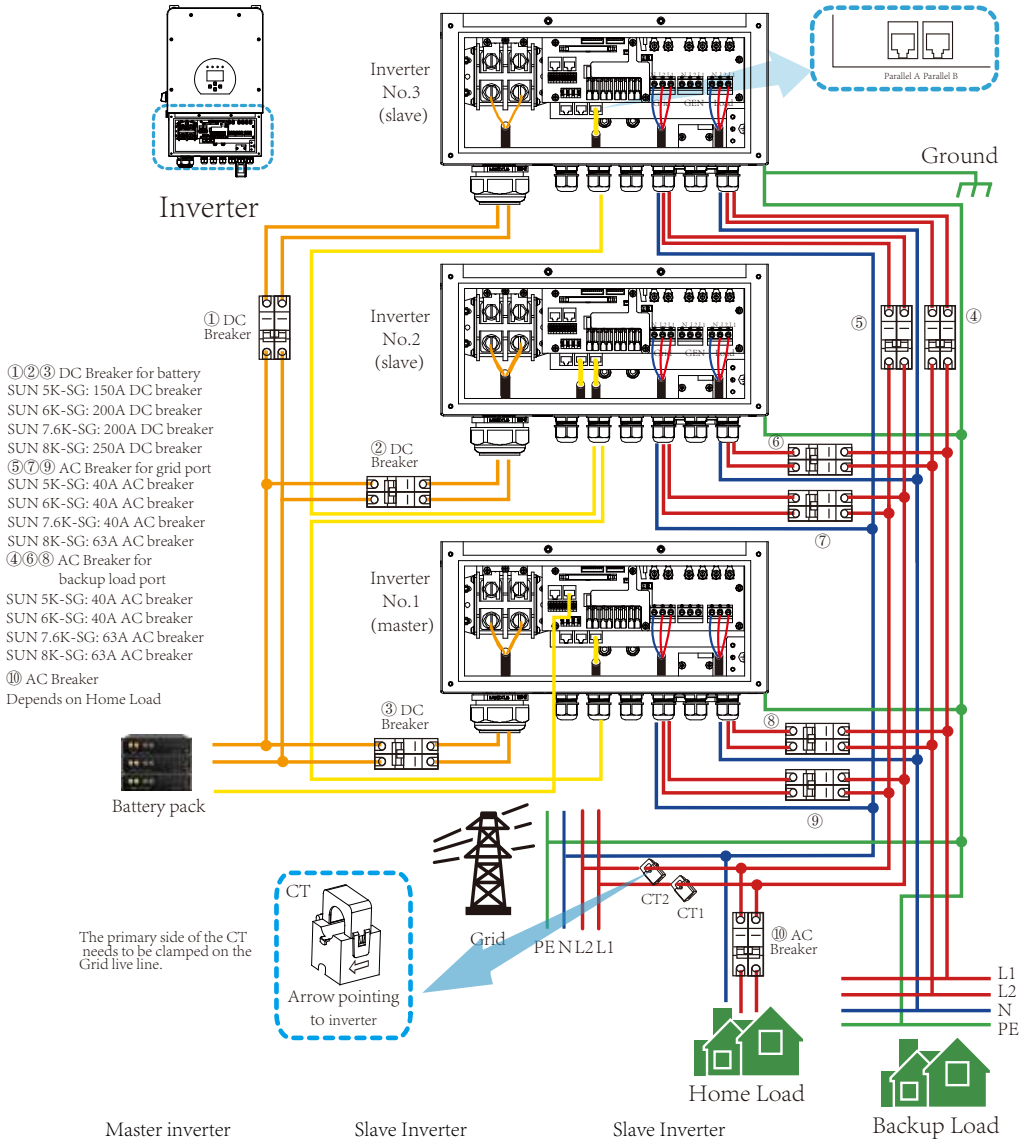 Parallel A Parallel B
Inverter
No.3
(slave)
Grid GEN Load
Ground
Inverter
Inverter
No.2
(slave)
Grid GEN Load
① DC
Breaker
⑤
④
①②③ DC Breaker for battery
SUN 5K-SG: 150A DC breaker
SUN 6K-SG: 200A DC breaker
SUN 7.6K-SG: 200A DC breaker
SUN 8K-SG: 250A DC breaker
⑤⑦⑨ AC Breaker for grid port
SUN 5K-SG: 40A AC breaker
SUN 6K-SG: 40A AC breaker
SUN 7.6K-SG: 40A AC breaker
SUN 8K-SG: 63A AC breaker
④⑥⑧ AC Breaker for
backup load port
SUN 5K-SG: 40A AC breaker
SUN 6K-SG: 40A AC breaker
SUN 7.6K-SG: 63A AC breaker
SUN 8K-SG: 63A AC breaker
⑩ AC Breaker
Depends on Home Load
② DC
Breaker
⑥
⑦
Inverter
No.1
(master)
③ DC
Breaker
⑧
⑨
Battery pack
CT
The primary side of the CT
needs to be clamped on the
Grid live line.
Arrow pointing
to inverter
Grid
PE N L2 L1
CT2
CT1
⑩ AC
Breaker
L1
L2
N
PE
Home Load
Backup Load
Master inverter
Slave Inverter
Slave Inverter